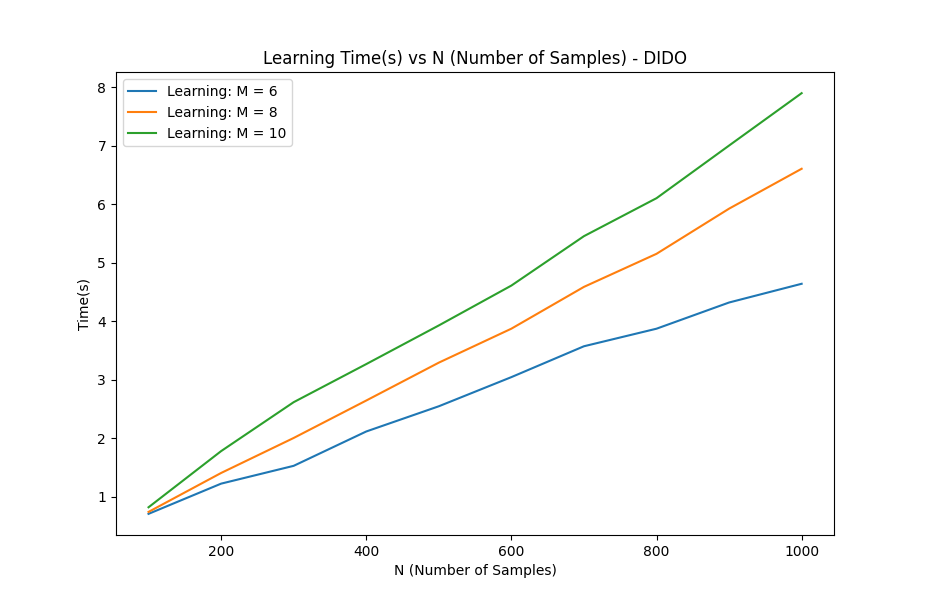 Learning Time(s) vs N (Number of Samples) - DIDO
Learning: M = 6
Learning: M = 8
Learning: M = 10
8
7
6
5
4
3
2
1
Time(s)
200 400 600 800 1000
N (Number of Samples)